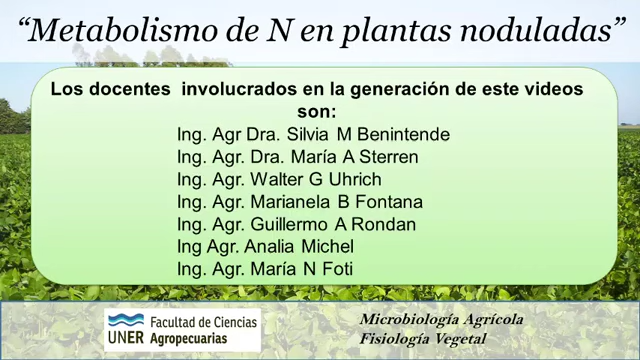 “Metabolismo de N en plantas noduladas”
Los docentes involucrados en la generación de este videos
son:
Ing. Agr Dra. Silvia M Benintende
Ing. Agr. Dra. María A Sterren
Ing. Agr. Walter G Uhrich
Ing. Agr. Marianela B Fontana
Ing. Agr. Guillermo A Rondan
Ing Agr. Analia Michel
Ing. Agr. María N Foti
UNER
Facultad de Ciencias
Agropecuarias
Microbiología Agrícola
Fisiología Vegetal